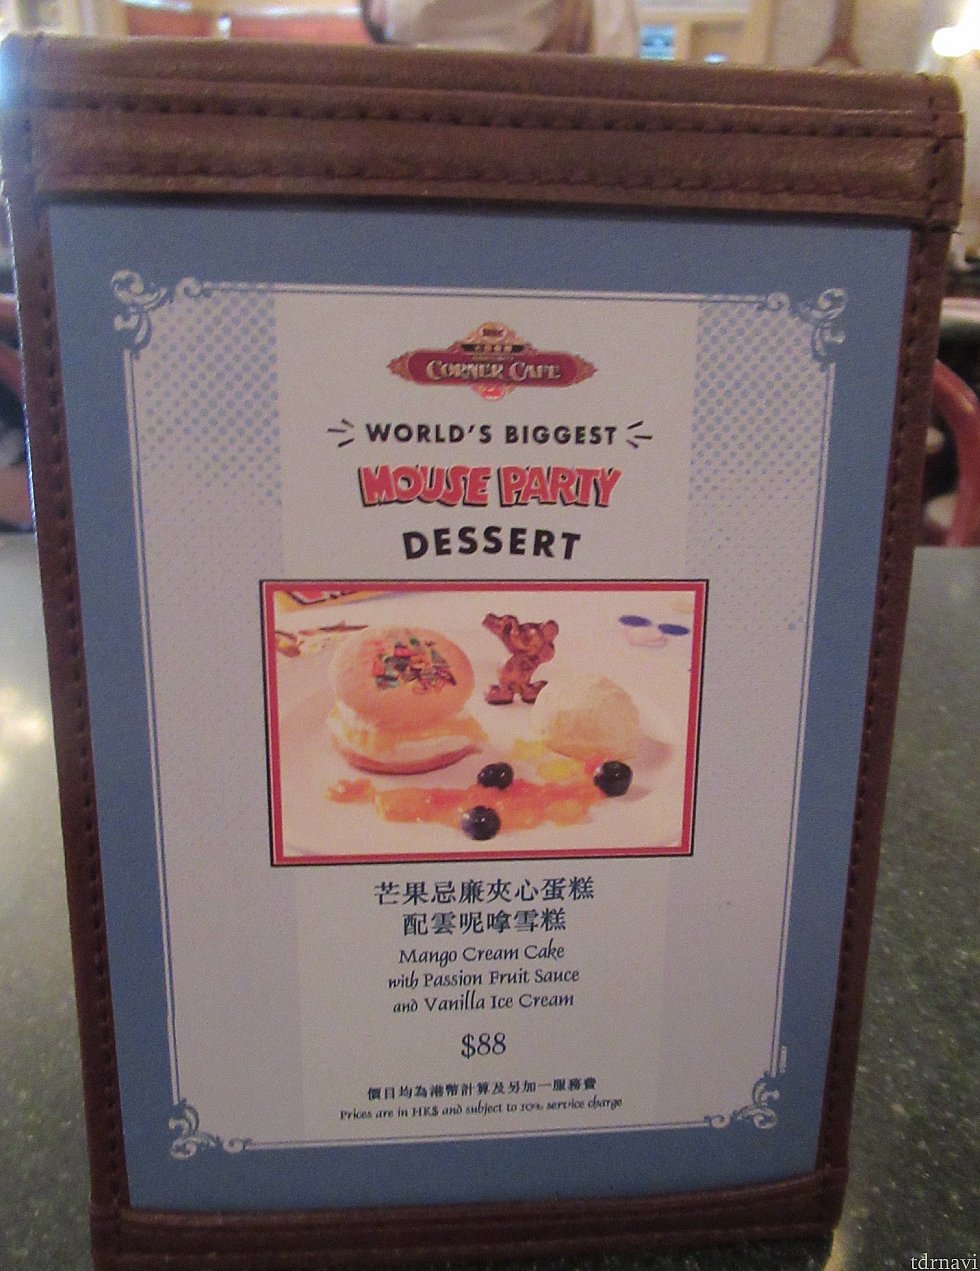 CORNER CAFE
WORLD'S BIGGEST
MOUSE PARTY
DESSERT
芒果忌廉夾心蛋糕
配雲呢嗱雪糕
Mango Cream Cake
with Passion Fruit Sauce
and Vanilla Ice Cream
$88
價目均為港幣計算及另加一服務費
Prices are in HK$ and subject to 10% service charge
tdrnavi